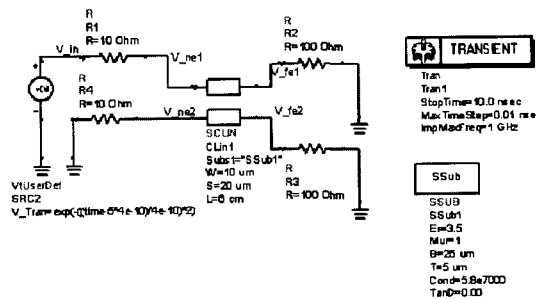 R
R1
R=10 Ohm
V_in
V_ne1
R
R2
R=100 Ohm
V_fe1
R
R4
R=10 Ohm
V_ne2
V_fe2
SCLIN
CLin1
Subst="SSub1"
W=10 um
S=20 um
L=6 cm
R
R3
R=100 Ohm
VtUserDef
SRC2
V_Tran=exp(-((time-5*4e-10)/4e-10)^2)
TRANSIENT
Tran
Tran1
StopTime=10.0 nsec
MaxTimeStep=0.01 nse
ImpMaxFreq=1 GHz
SSub
SSUB
SSub1
Er=3.5
Mur=1
B=25 um
T=5 um
Cond=5.8e7000
TanD=0.00